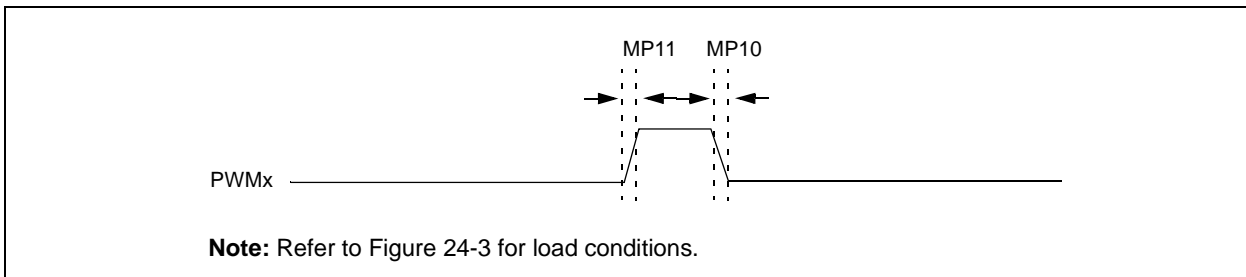 MP11 MP10
PWMx
Note: Refer to Figure 24-3 for load conditions.